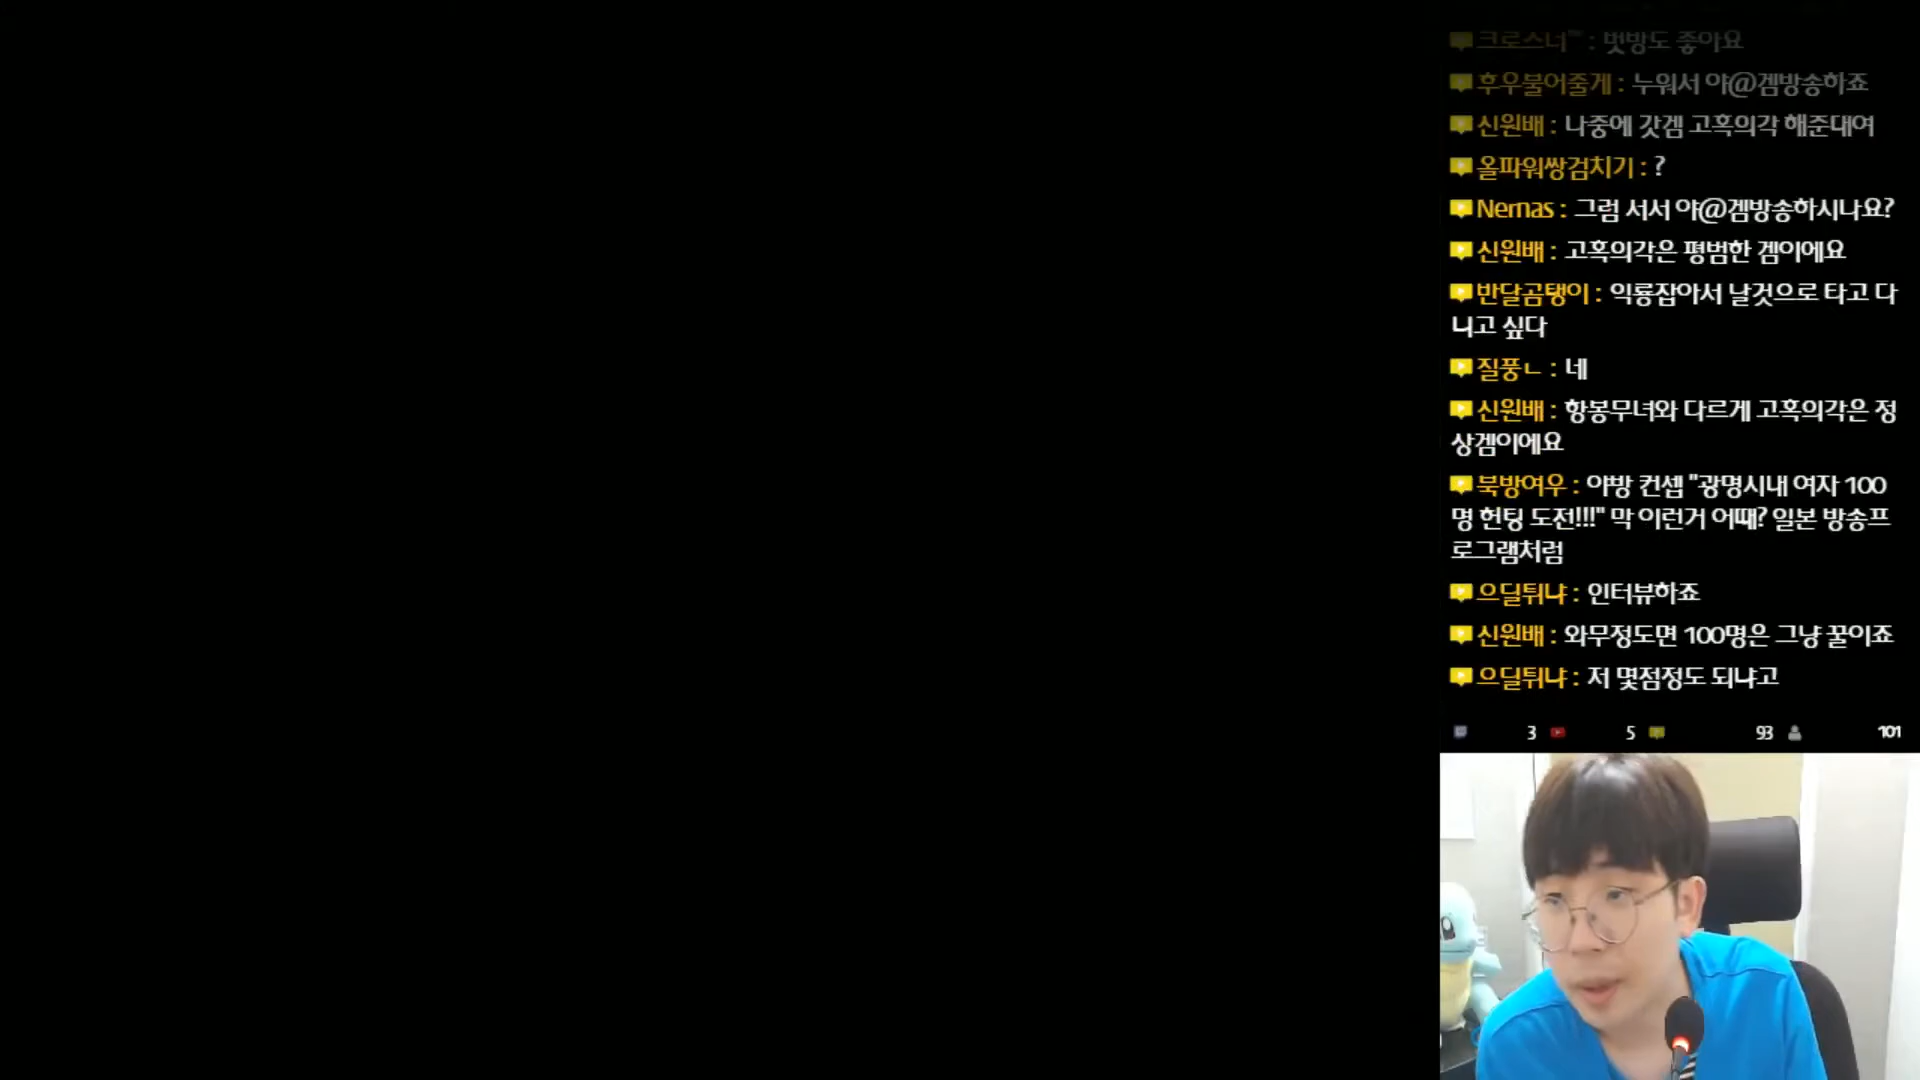 크로스너™ : 벗방도 좋아요
후우불어줄게 : 누워서 야@겜방송하죠
신원배 : 나중에 갓겜 고혹의각 해준대여
올파워쌍검치기 : ?
Nernas : 그럼 서서 야@겜방송하시나요?
신원배 : 고혹의각은 평범한 겜이에요
반달곰탱이 : 익룡잡아서 날것으로 타고 다
니고 싶다
질풍ㄴ : 네
신원배 : 항봉무녀와 다르게 고혹의각은 정
상겜이에요
북방여우 : 야방 컨셉 "광명시내 여자 100
명 헌팅 도전!!!" 막 이런거 어때? 일본 방송프
로그램처럼
으딜튀냐 : 인터뷰하죠
신원배 : 와무정도면 100명은 그냥 꿀이죠
으딜튀냐 : 저 몇점정도 되냐고
3 5 93 101